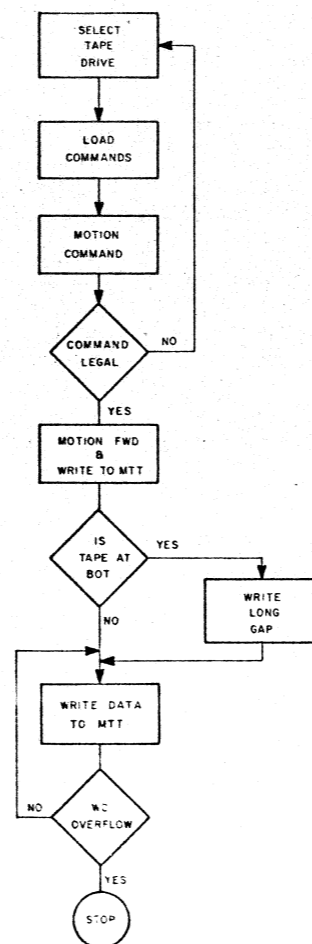 SELECT
TAPE
DRIVE
LOAD
COMMANDS
MOTION
COMMAND
COMMAND
LEGAL
NO
YES
MOTION FWD
&
WRITE TO MTT
IS
TAPE AT
BOT
YES
WRITE
LONG
GAP
NO
WRITE DATA
TO MTT
WC
OVERFLOW
NO
YES
STOP